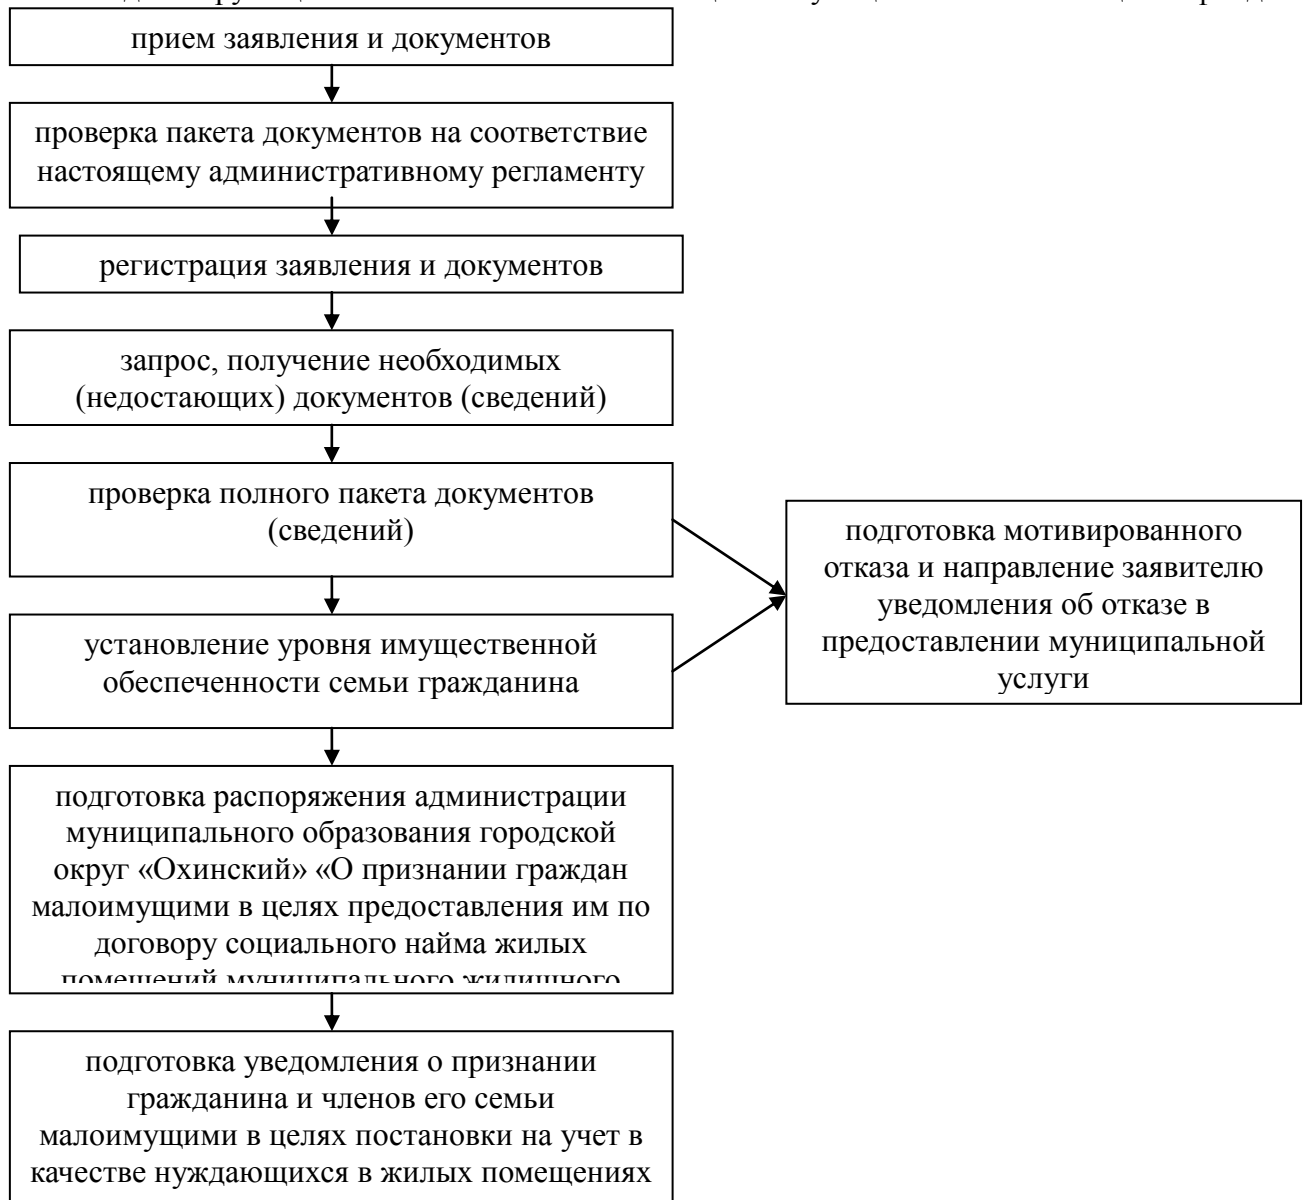 прием заявления и документов
проверка пакета документов на соответствие
настоящему административному регламенту
регистрация заявления и документов
запрос, получение необходимых
(недостающих) документов (сведений)
проверка полного пакета документов
(сведений)
подготовка мотивированного
отказа и направление заявителю
уведомления об отказе в
предоставлении муниципальной
услуги
установление уровня имущественной
обеспеченности семьи гражданина
подготовка распоряжения администрации
муниципального образования городской
округ «Охинский» «О признании граждан
малоимущими в целях предоставления им по
договору социального найма жилых
помещений муниципального жилищного
подготовка уведомления о признании
гражданина и членов его семьи
малоимущими в целях постановки на учет в
качестве нуждающихся в жилых помещениях